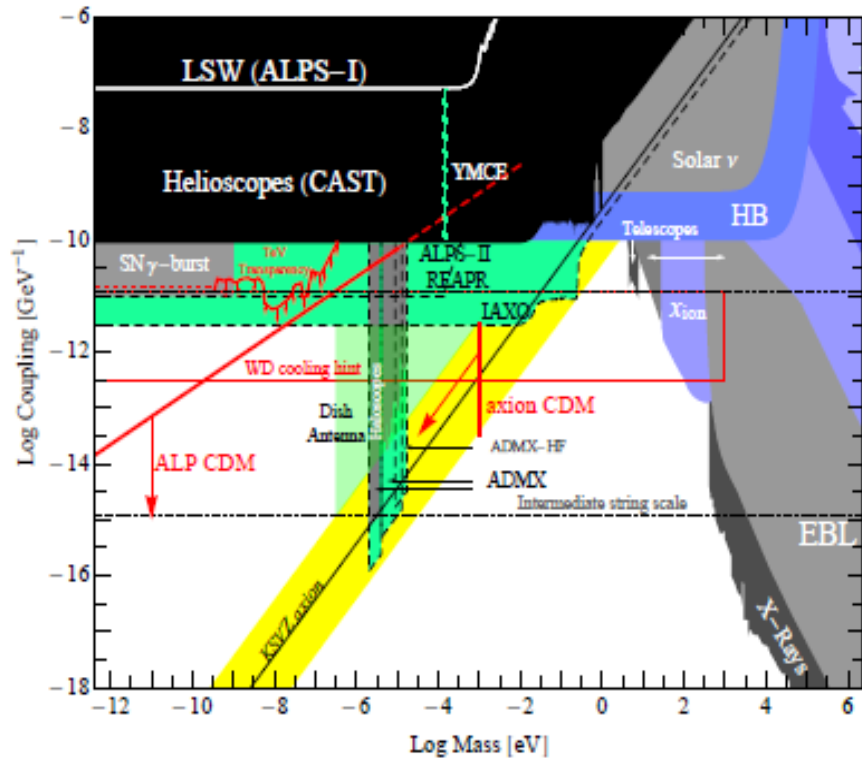 -6
-8
-10
-12
-14
-16
-18
Log Coupling [GeV⁻¹]
LSW (ALPS-I)
Helioscopes (CAST)
YMCE
Solar ν
HB
Telescopes
SN γ-burst
TeV
Transparency
ALPS-II
REAPR
IAXO
χion
WD cooling hint
Dish
Antenna
Haloscopes
axion CDM
ALP CDM
ADMX-HF
ADMX
Intermediate string scale
EBL
KSVZ axion
X-Rays
-12
-10
-8
-6
-4
-2
0
2
4
6
Log Mass [eV]